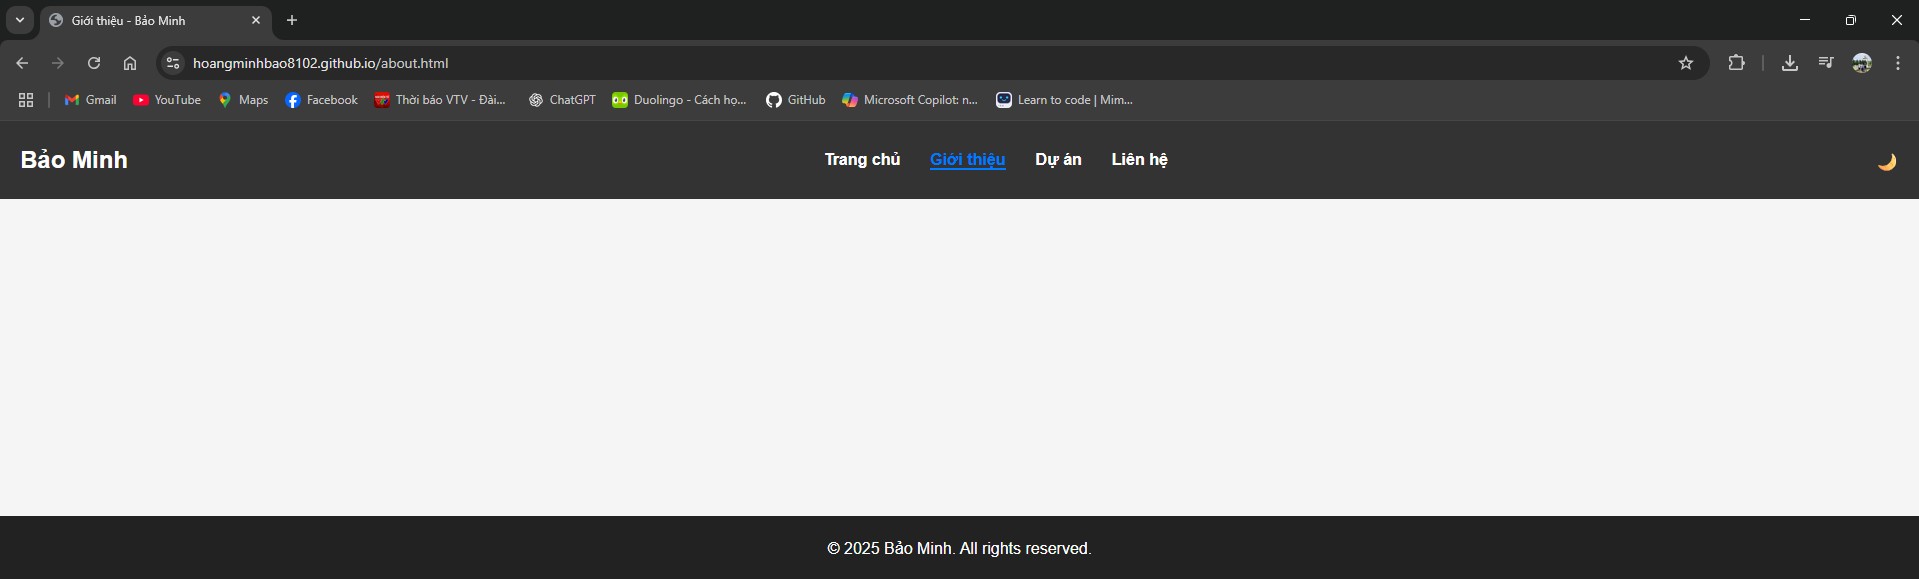 Giới thiệu - Bảo Minh
hoangminhbao8102.github.io/about.html
Gmail
YouTube
Maps
Facebook
Thời báo VTV - Đài...
ChatGPT
Duolingo - Cách họ...
GitHub
Microsoft Copilot: n...
Learn to code | Mim...
Bảo Minh
Trang chủ
Giới thiệu
Dự án
Liên hệ
© 2025 Bảo Minh. All rights reserved.